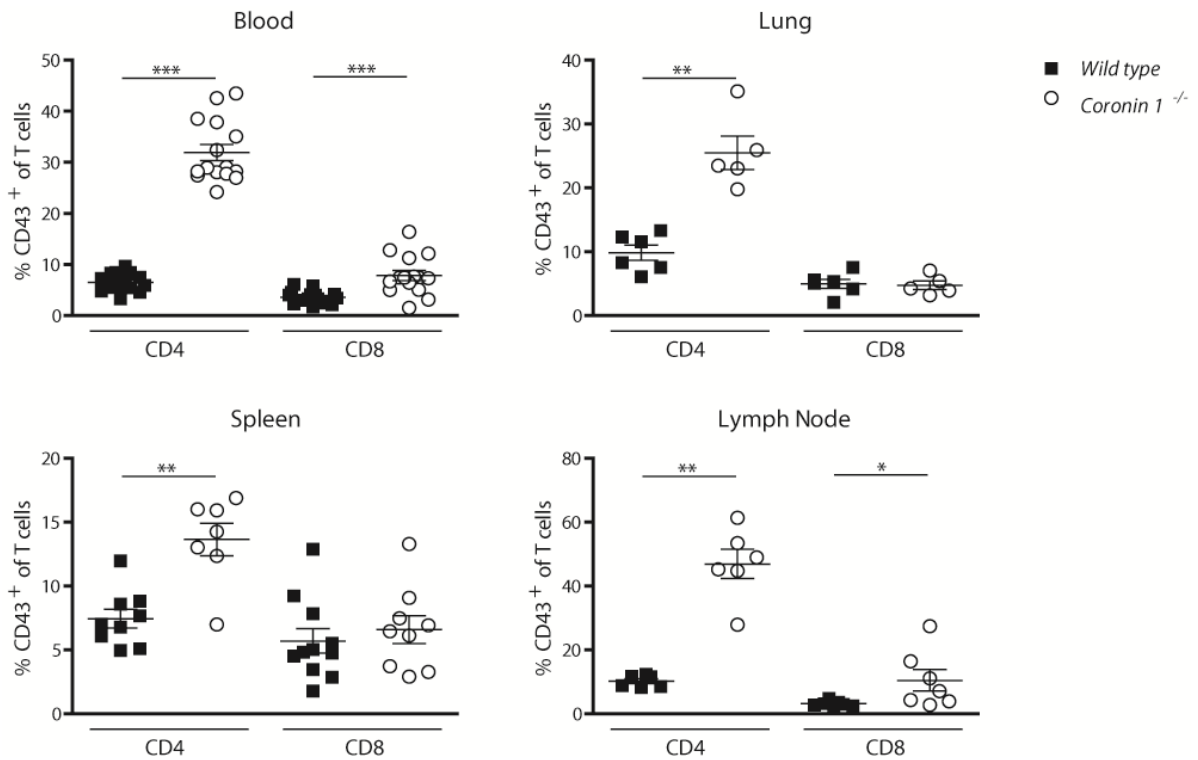 Blood
% CD43 + of T cells
50
40
30
20
10
0
***
***
CD4
CD8
Lung
% CD43 + of T cells
40
30
20
10
0
**
CD4
CD8
Wild type
Coronin 1 -/-
Spleen
% CD43 + of T cells
20
15
10
5
0
**
CD4
CD8
Lymph Node
% CD43 + of T cells
80
60
40
20
0
**
*
CD4
CD8